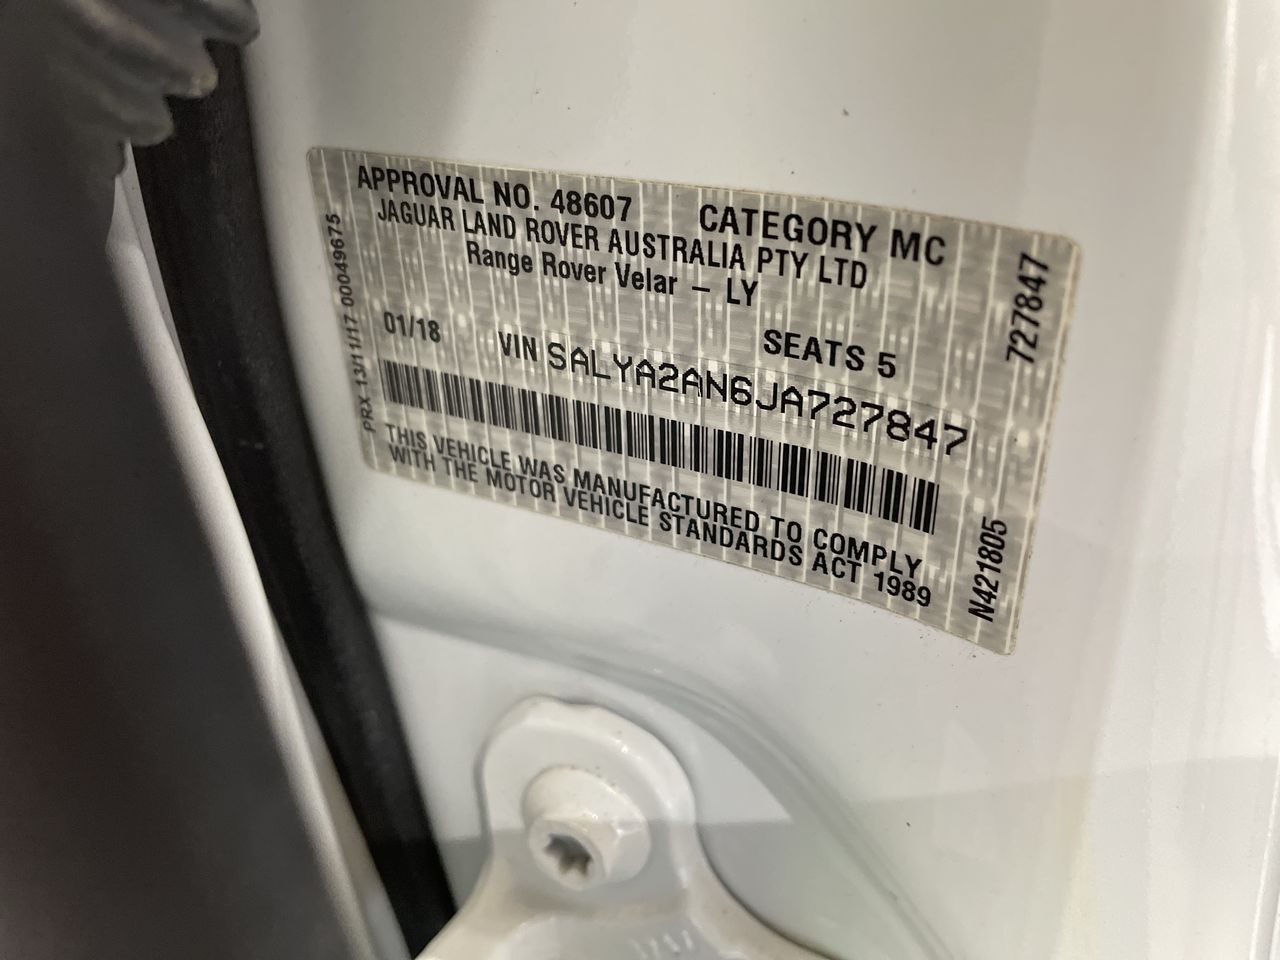 APPROVAL NO. 48607 CATEGORY MC
JAGUAR LAND ROVER AUSTRALIA PTY LTD
Range Rover Velar – LY
01/18 SEATS 5
VIN SALYA2AN6JA727847
THIS VEHICLE WAS MANUFACTURED TO COMPLY
WITH THE MOTOR VEHICLE STANDARDS ACT 1989
PRX 13/11/17 00049675
727847
N421805